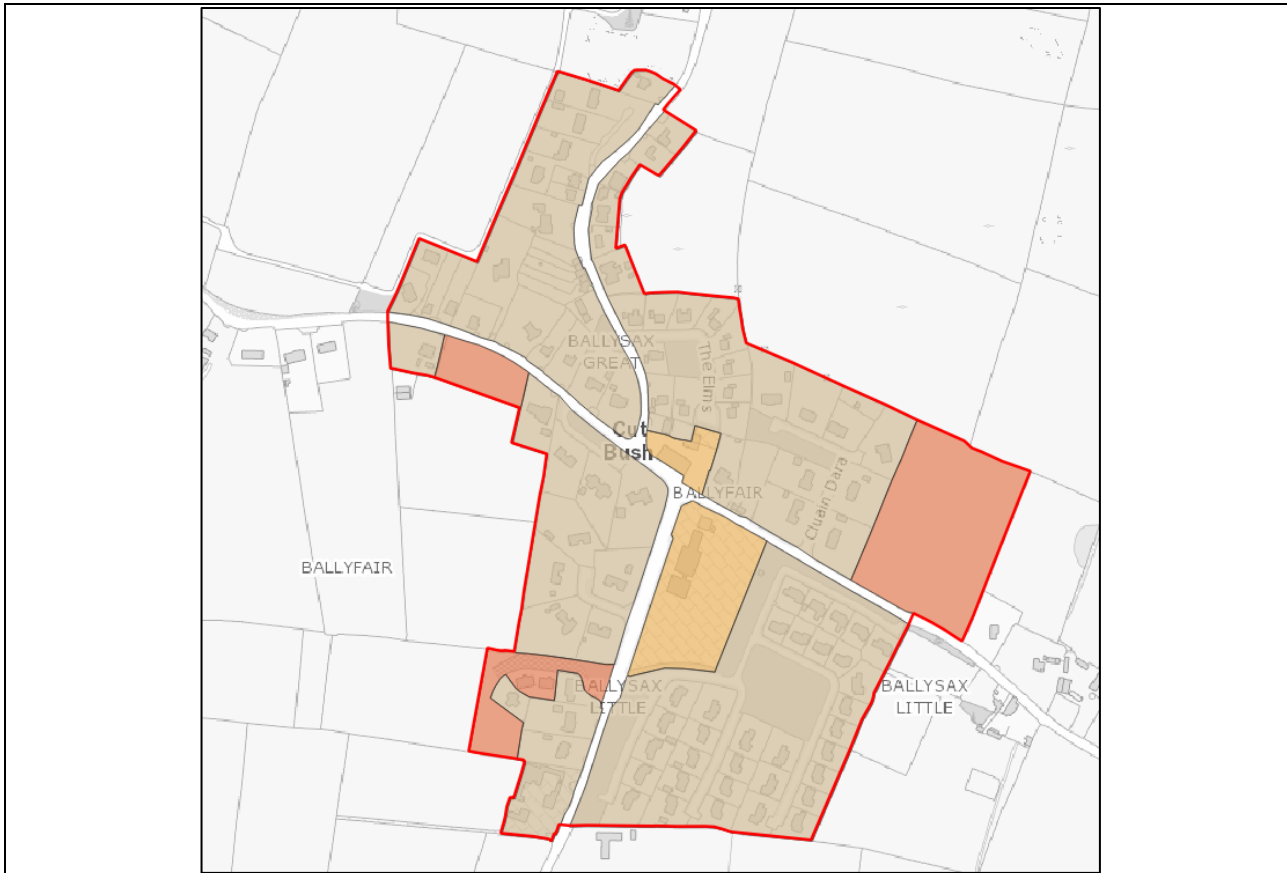 BALLYSAX
GREAT
The Elms
Cut
Bush
BALLYFAIR
Cluain Dara
BALLYFAIR
BALLYSAX
LITTLE
BALLYSAX
LITTLE